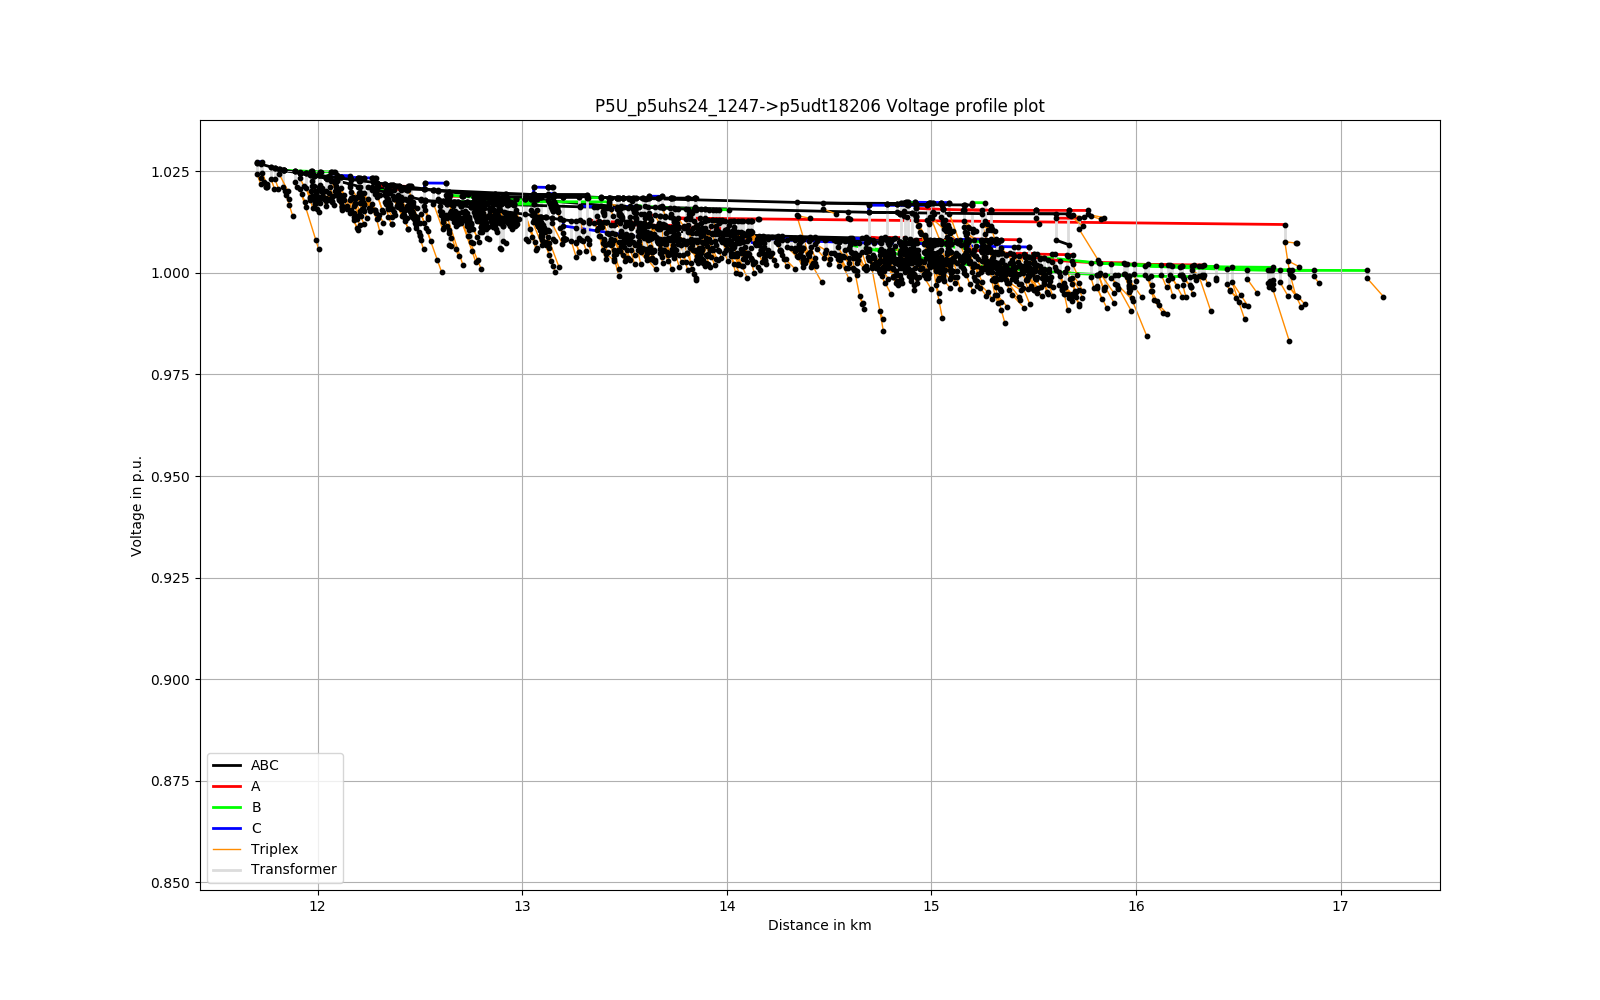 P5U_p5uhs24_1247->p5udt18206 Voltage profile plot
1.025
1.000
0.975
0.950
0.925
0.900
0.875
0.850
Voltage in p.u.
ABC
A
B
C
Triplex
Transformer
12 13 14 15 16 17
Distance in km